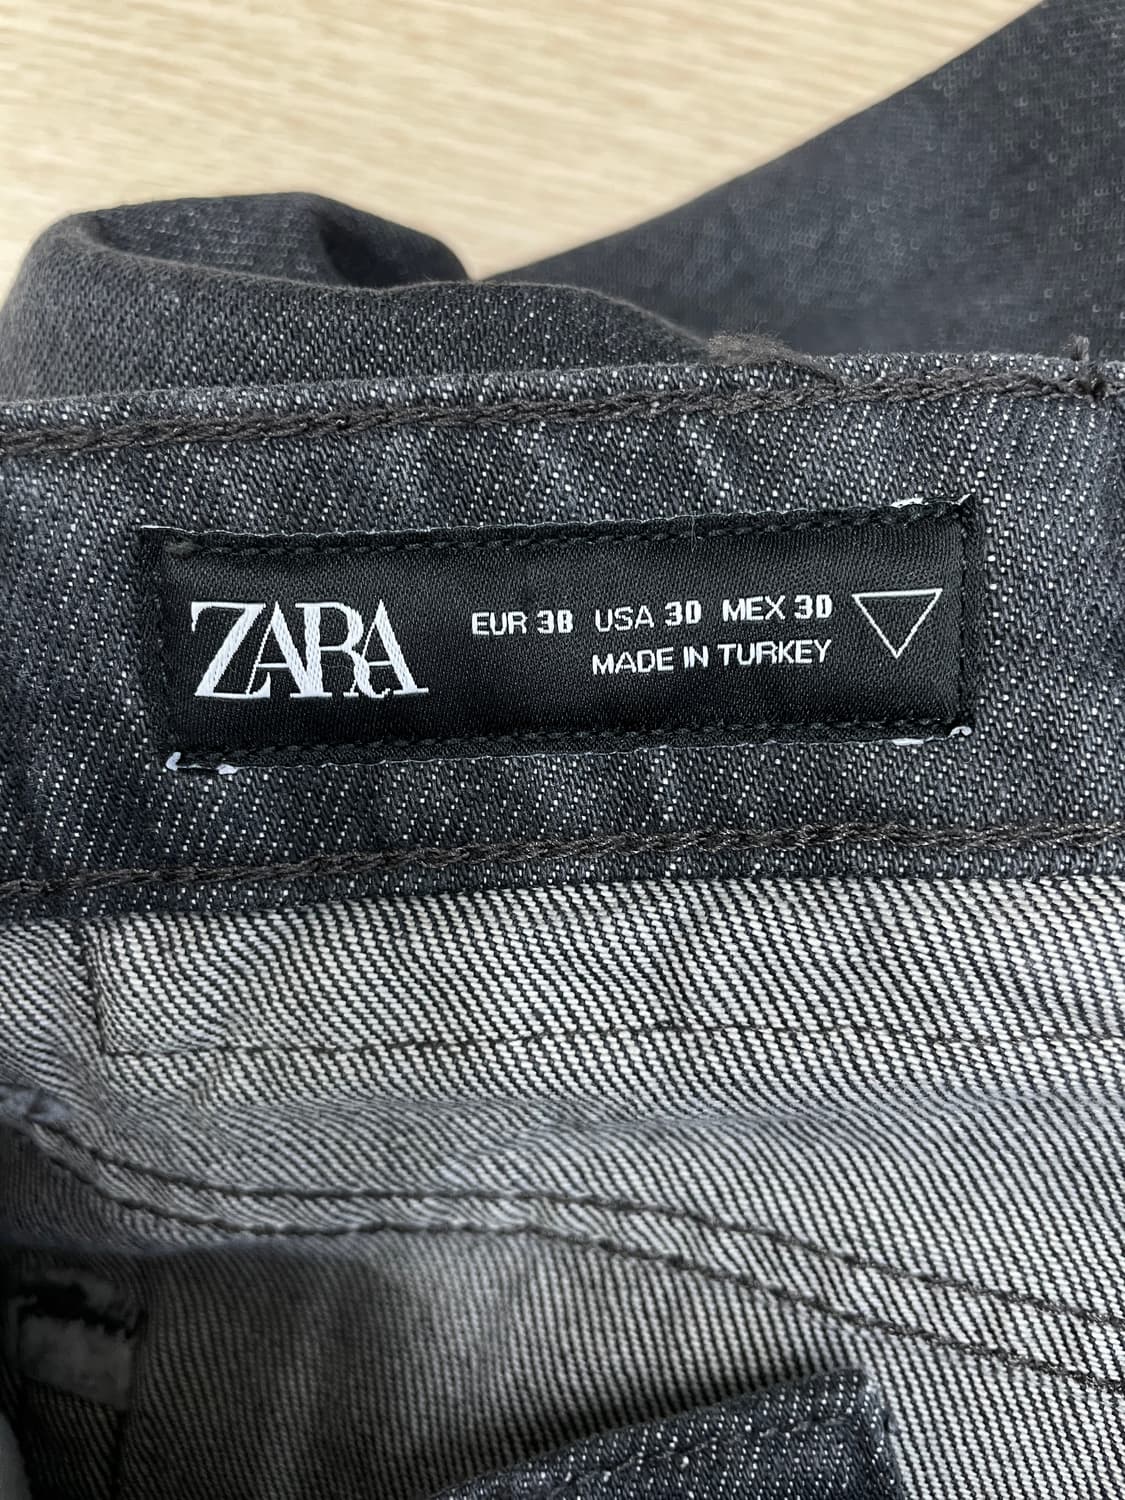 ZARA
EUR 38 USA 30 MEX 30
MADE IN TURKEY